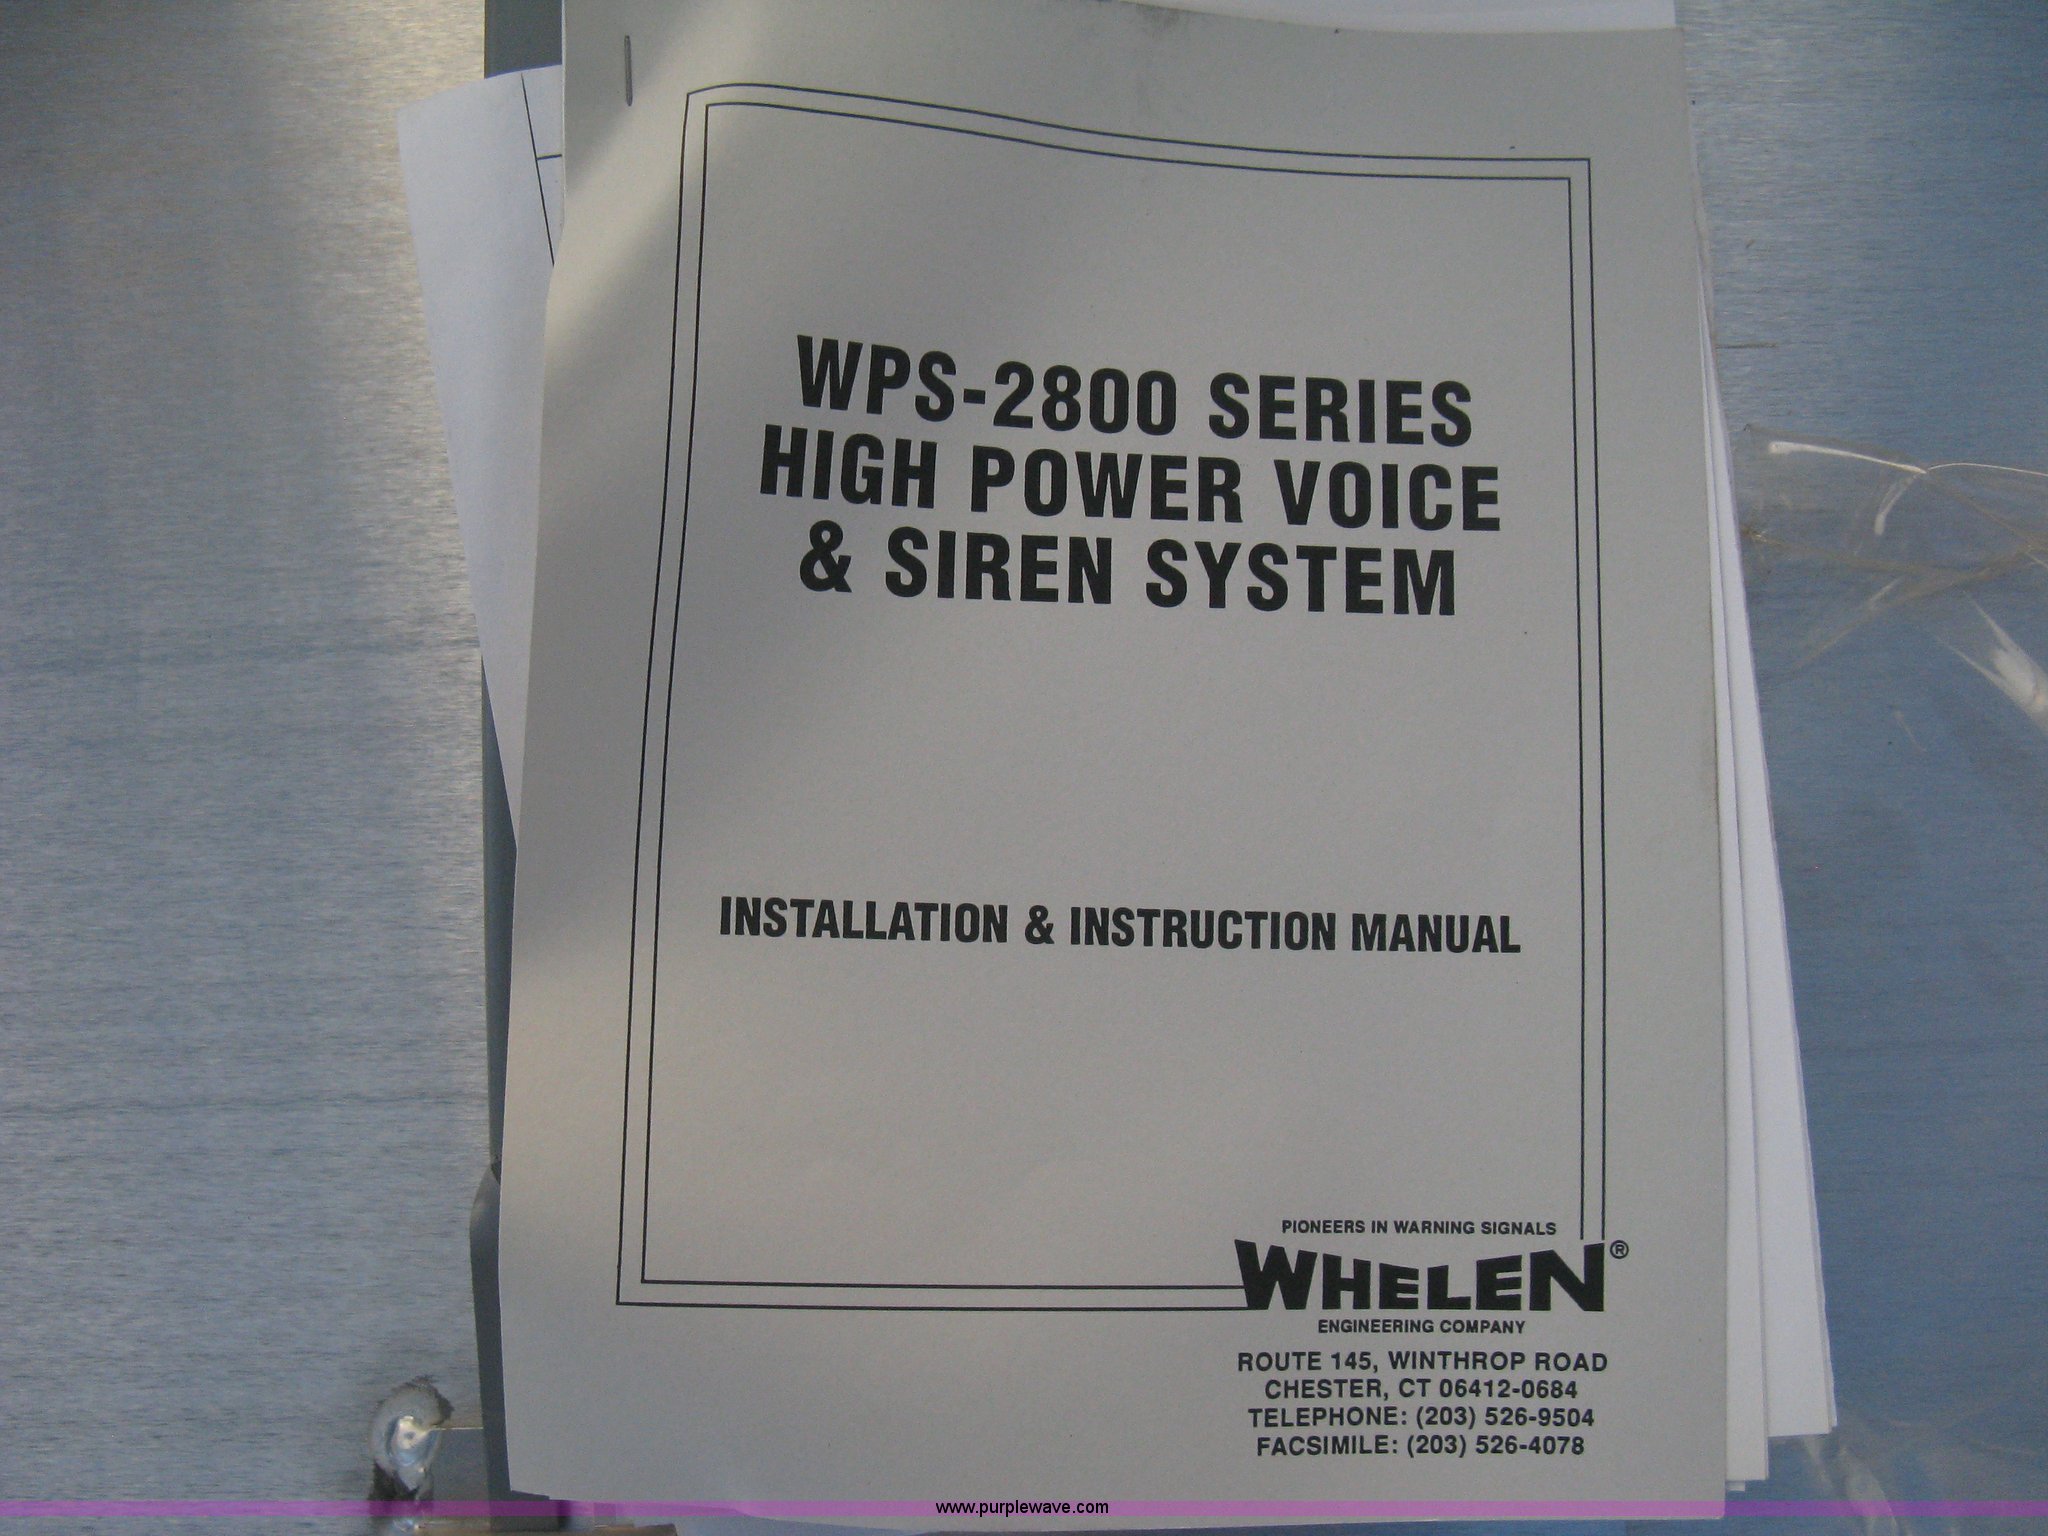 WPS-2800 SERIES
HIGH POWER VOICE
& SIREN SYSTEM
INSTALLATION & INSTRUCTION MANUAL
PIONEERS IN WARNING SIGNALS
WHELEN®
ENGINEERING COMPANY
ROUTE 145, WINTHROP ROAD
CHESTER, CT 06412-0684
TELEPHONE: (203) 526-9504
FACSIMILE: (203) 526-4078
www.purplewave.com